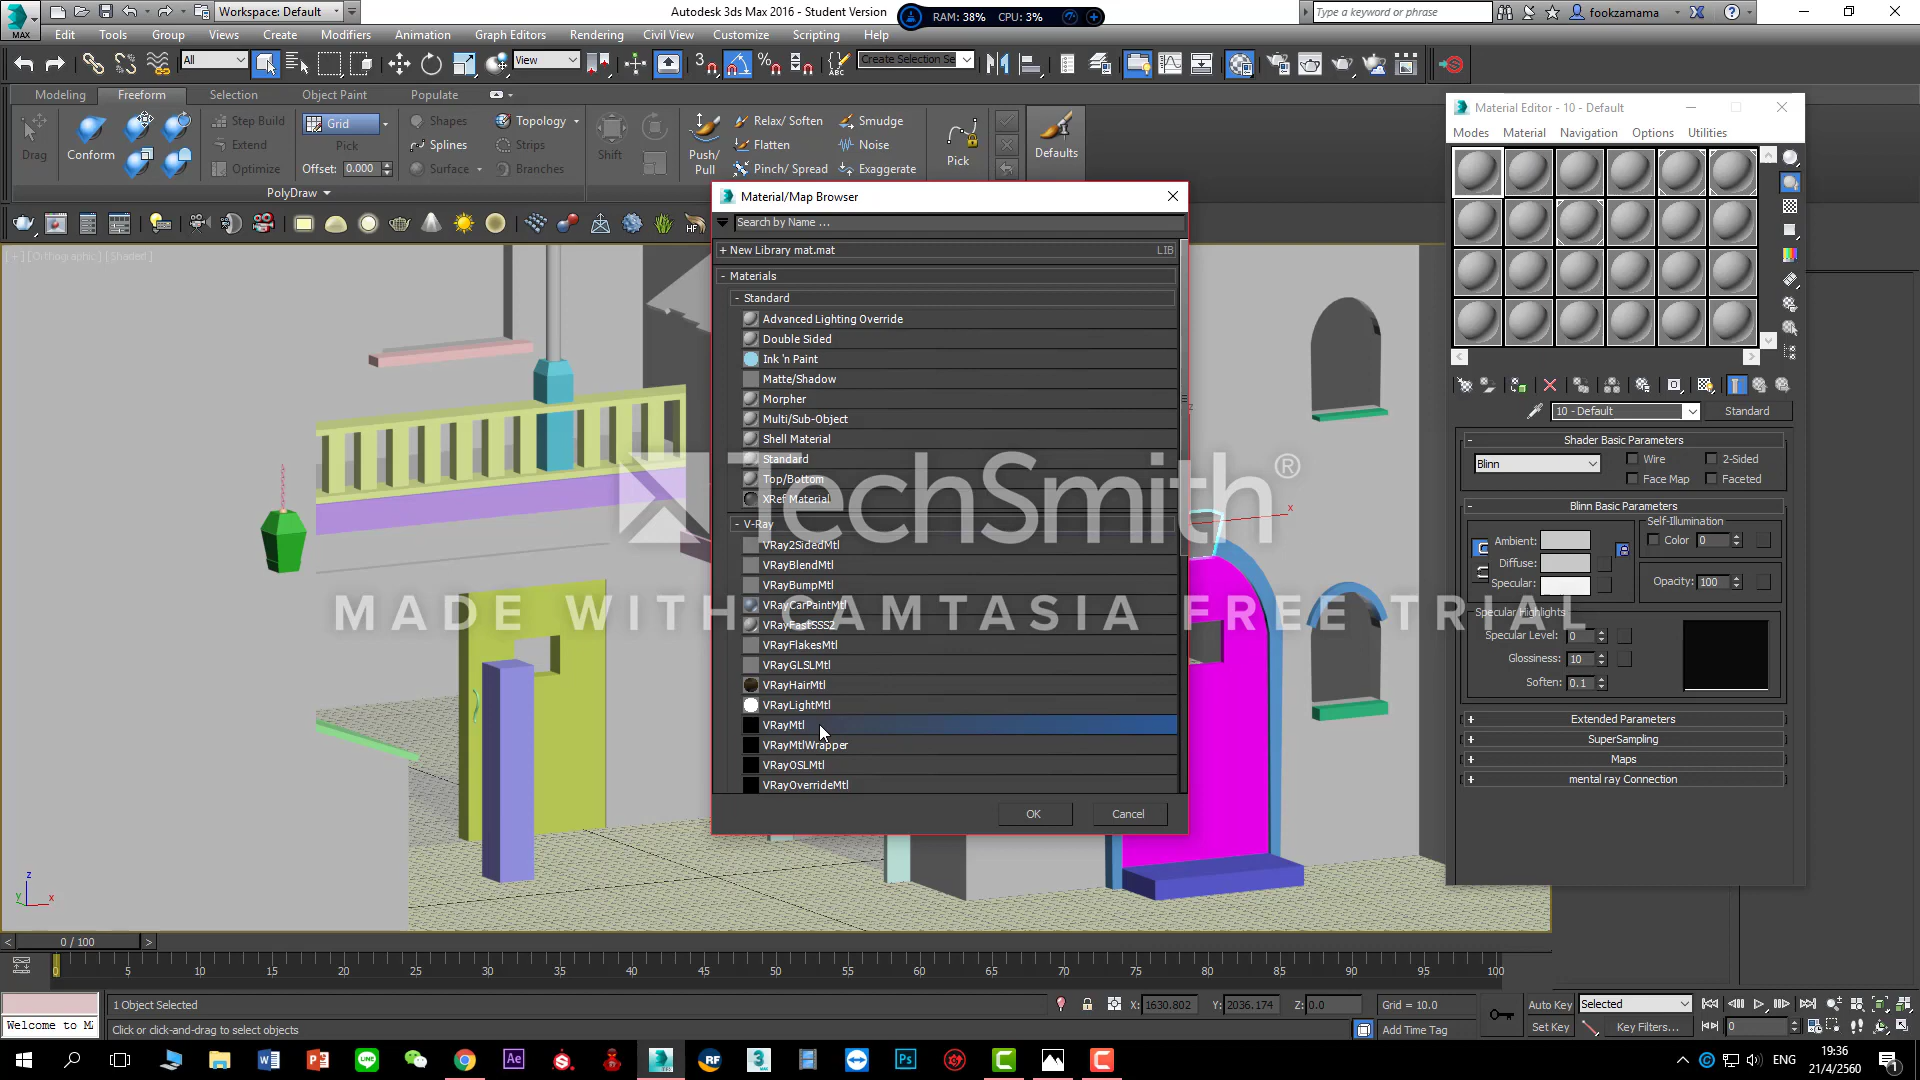 Workspace: Default
Autodesk 3ds Max 2016 - Student Version
RAM: 38% CPU: 3%
Type a keyword or phrase
fookzamama
MAX
Edit Tools Group Views Create Modifiers Animation Graph Editors Rendering Civil View Customize Scripting Help
All
View
Create Selection Se
Modeling Freeform Selection Object Paint Populate
Drag
Conform
Step Build
Extend
Optimize
Grid
Pick
Offset: 0.000
Shapes
Splines
Surface
Topology
Strips
Branches
Shift
Push/
Pull
Relax/ Soften
Flatten
Pinch/ Spread
Smudge
Noise
Exaggerate
Pick
Defaults
PolyDraw
[+] [Orthographic] [Shaded]
Material/Map Browser
Search by Name ...
+ New Library mat.mat LIB
- Materials
- Standard
Advanced Lighting Override
Double Sided
Ink 'n Paint
Matte/Shadow
Morpher
Multi/Sub-Object
Shell Material
Standard
Top/Bottom
XRef Material
- V-Ray
VRay2SidedMtl
VRayBlendMtl
VRayBumpMtl
VRayCarPaintMtl
VRayFastSSS2
VRayFlakesMtl
VRayGLSLMtl
VRayHairMtl
VRayLightMtl
VRayMtl
VRayMtlWrapper
VRayOSLMtl
VRayOverrideMtl
OK Cancel
TechSmith®
MADE WITH CAMTASIA FREE TRIAL
Material Editor - 10 - Default
Modes Material Navigation Options Utilities
10 - Default Standard
Shader Basic Parameters
Blinn
Wire 2-Sided
Face Map Faceted
Blinn Basic Parameters
Self-Illumination
Ambient:
Color 0
Diffuse:
Specular:
Opacity: 100
Specular Highlights
Specular Level: 0
Glossiness: 10
Soften: 0.1
Extended Parameters
SuperSampling
Maps
mental ray Connection
z
x
z
y
x
0 / 100
0 5 10 15 20 25 30 35 40 45 50 55 60 65 70 75 80 85 90 95 100
1 Object Selected
X: 1630.802 Y: 2036.174 Z: 0.0 Grid = 10.0
Auto Key Selected
Welcome to M
Click or click-and-drag to select objects
Add Time Tag
Set Key Key Filters...
0
ENG
19:36
21/4/2560